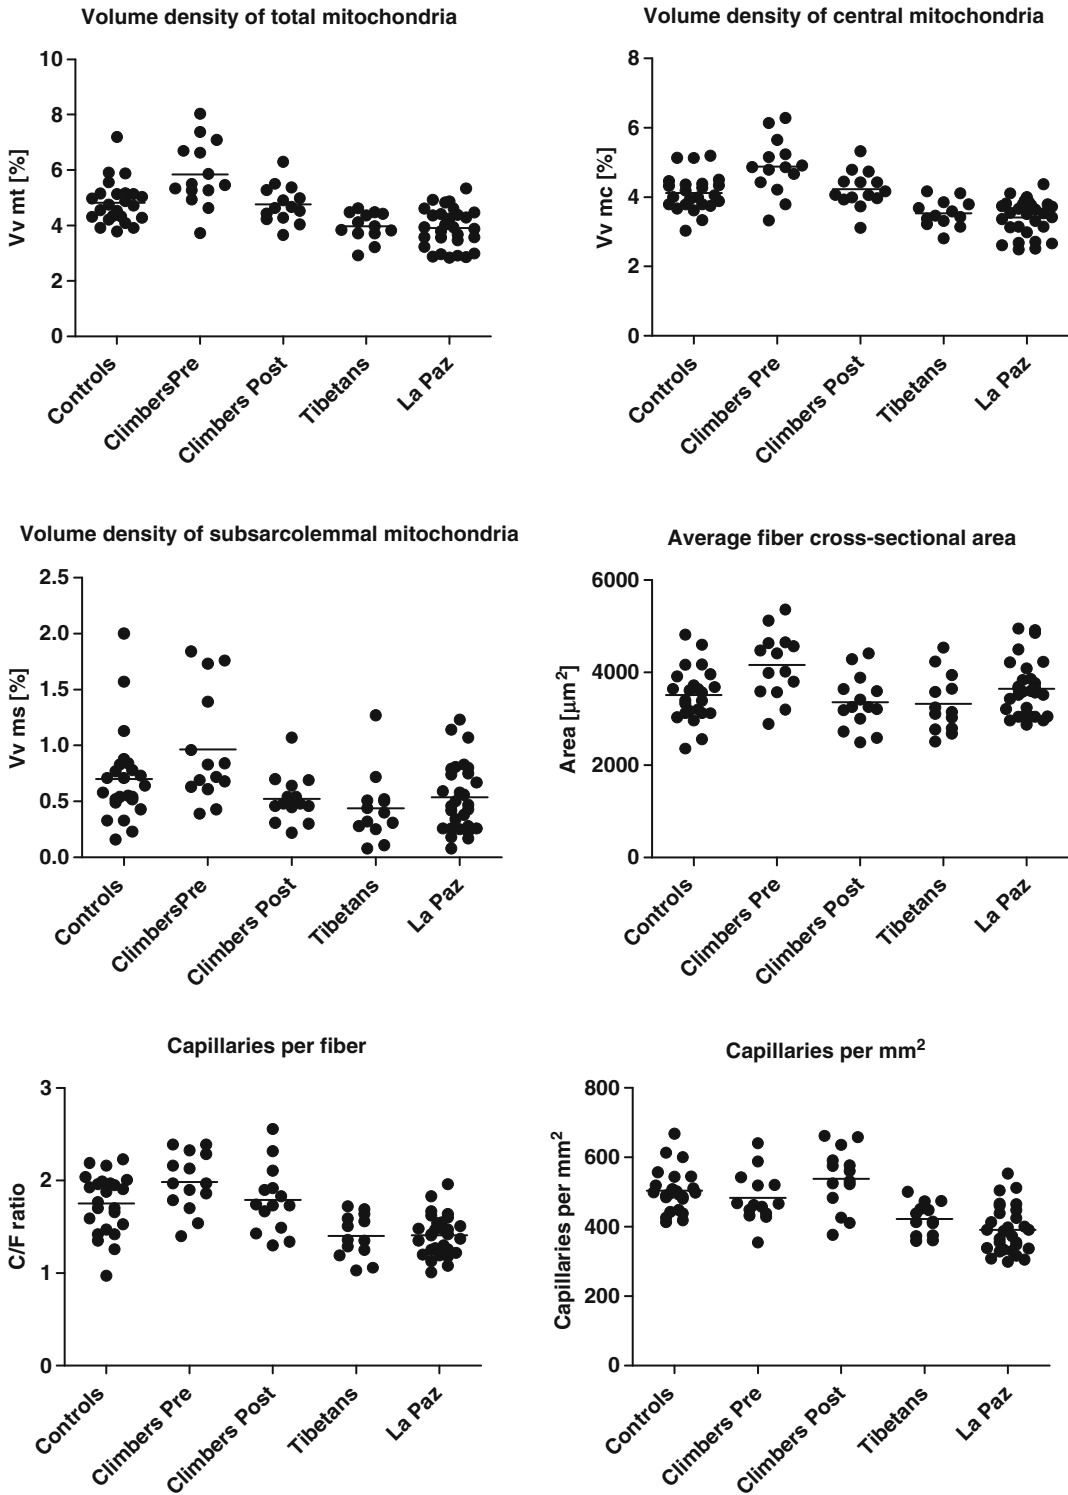 Volume density of total mitochondria
Vv mt [%]
10
8
6
4
2
0
Controls
ClimbersPre
Climbers Post
Tibetans
La Paz
Volume density of central mitochondria
Vv mc [%]
8
6
4
2
0
Controls
Climbers Pre
Climbers Post
Tibetans
La Paz
Volume density of subsarcolemmal mitochondria
Vv ms [%]
2.5
2.0
1.5
1.0
0.5
0.0
Controls
ClimbersPre
Climbers Post
Tibetans
La Paz
Average fiber cross-sectional area
Area [μm²]
6000
4000
2000
0
Controls
Climbers Pre
Climbers Post
Tibetans
La Paz
Capillaries per fiber
C/F ratio
3
2
1
0
Controls
Climbers Pre
Climbers Post
Tibetans
La Paz
Capillaries per mm²
Capillaries per mm²
800
600
400
200
0
Controls
Climbers Pre
Climbers Post
Tibetans
La Paz